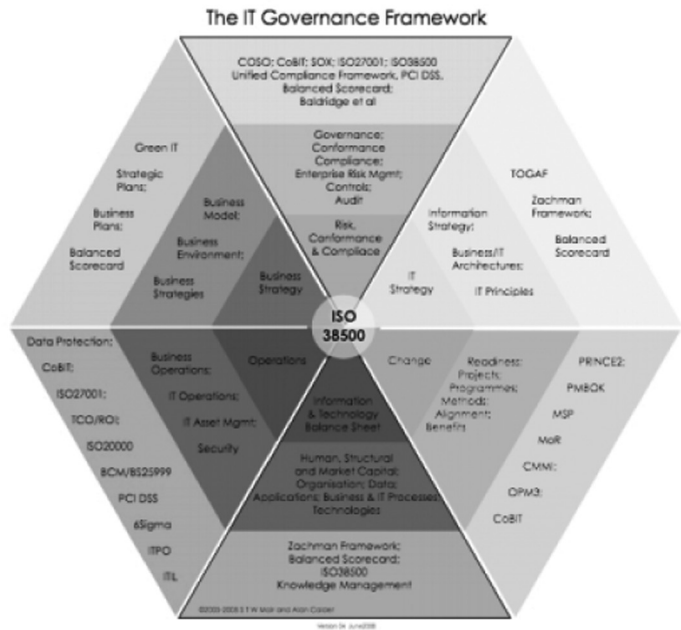 The IT Governance Framework
COSO; CoBIT; SOX; ISO27001; ISO38500
Unified Compliance Framework, PCI DSS,
Balanced Scorecard;
Baldridge et al
Governance;
Conformance
Compliance;
Enterprise Risk Mgmt;
Controls;
Audit
Risk,
Conformance
& Compliace
Green IT
Strategic
Plans;
Business
Plans;
Balanced
Scorecard
Business
Model;
Business
Environment;
Business
Strategies
Business
Strategy
Information
Strategy;
Business/IT
Architectures;
IT Principles
IT
Strategy
TOGAF
Zachman
Framework;
Balanced
Scorecard
ISO
38500
Data Protection;
CoBIT;
ISO27001;
TCO/ROI;
ISO20000
BCM/BS25999
PCI DSS
6Sigma
ITPO
ITIL
Business
Operations;
IT Operations;
IT Asset Mgmt;
Security
Operations
Change
Readiness;
Projects;
Programmes;
Methods;
Alignment;
Benefits
PRINCE2;
PMBOK
MSP
MoR
CMMI;
OPM3;
CoBIT
Information
& Technology
Balance Sheet
Human, Structural
and Market Capital;
Organisation; Data;
Applications; Business & IT Processes
Technologies
Zachman Framework;
Balanced Scorecard;
ISO38500
Knowledge Management
and Alan Calder